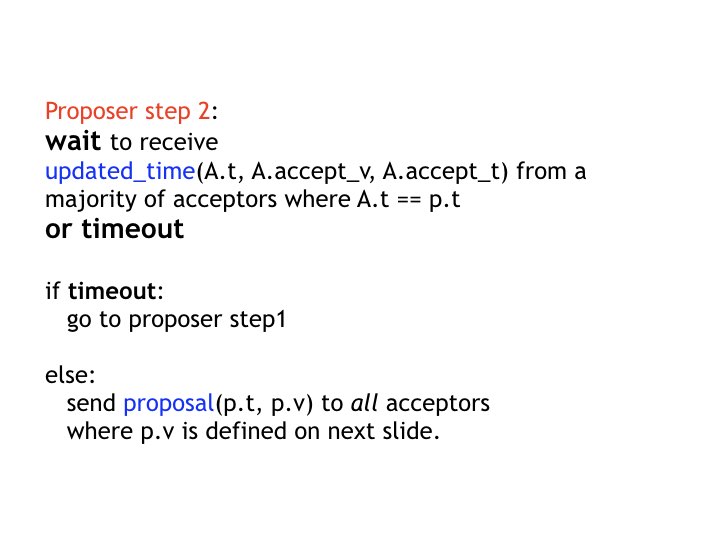 Proposer step 2:
wait to receive
updated_time(A.t, A.accept_v, A.accept_t) from a
majority of acceptors where A.t == p.t
or timeout
if timeout:
go to proposer step1
else:
send proposal(p.t, p.v) to all acceptors
where p.v is defined on next slide.